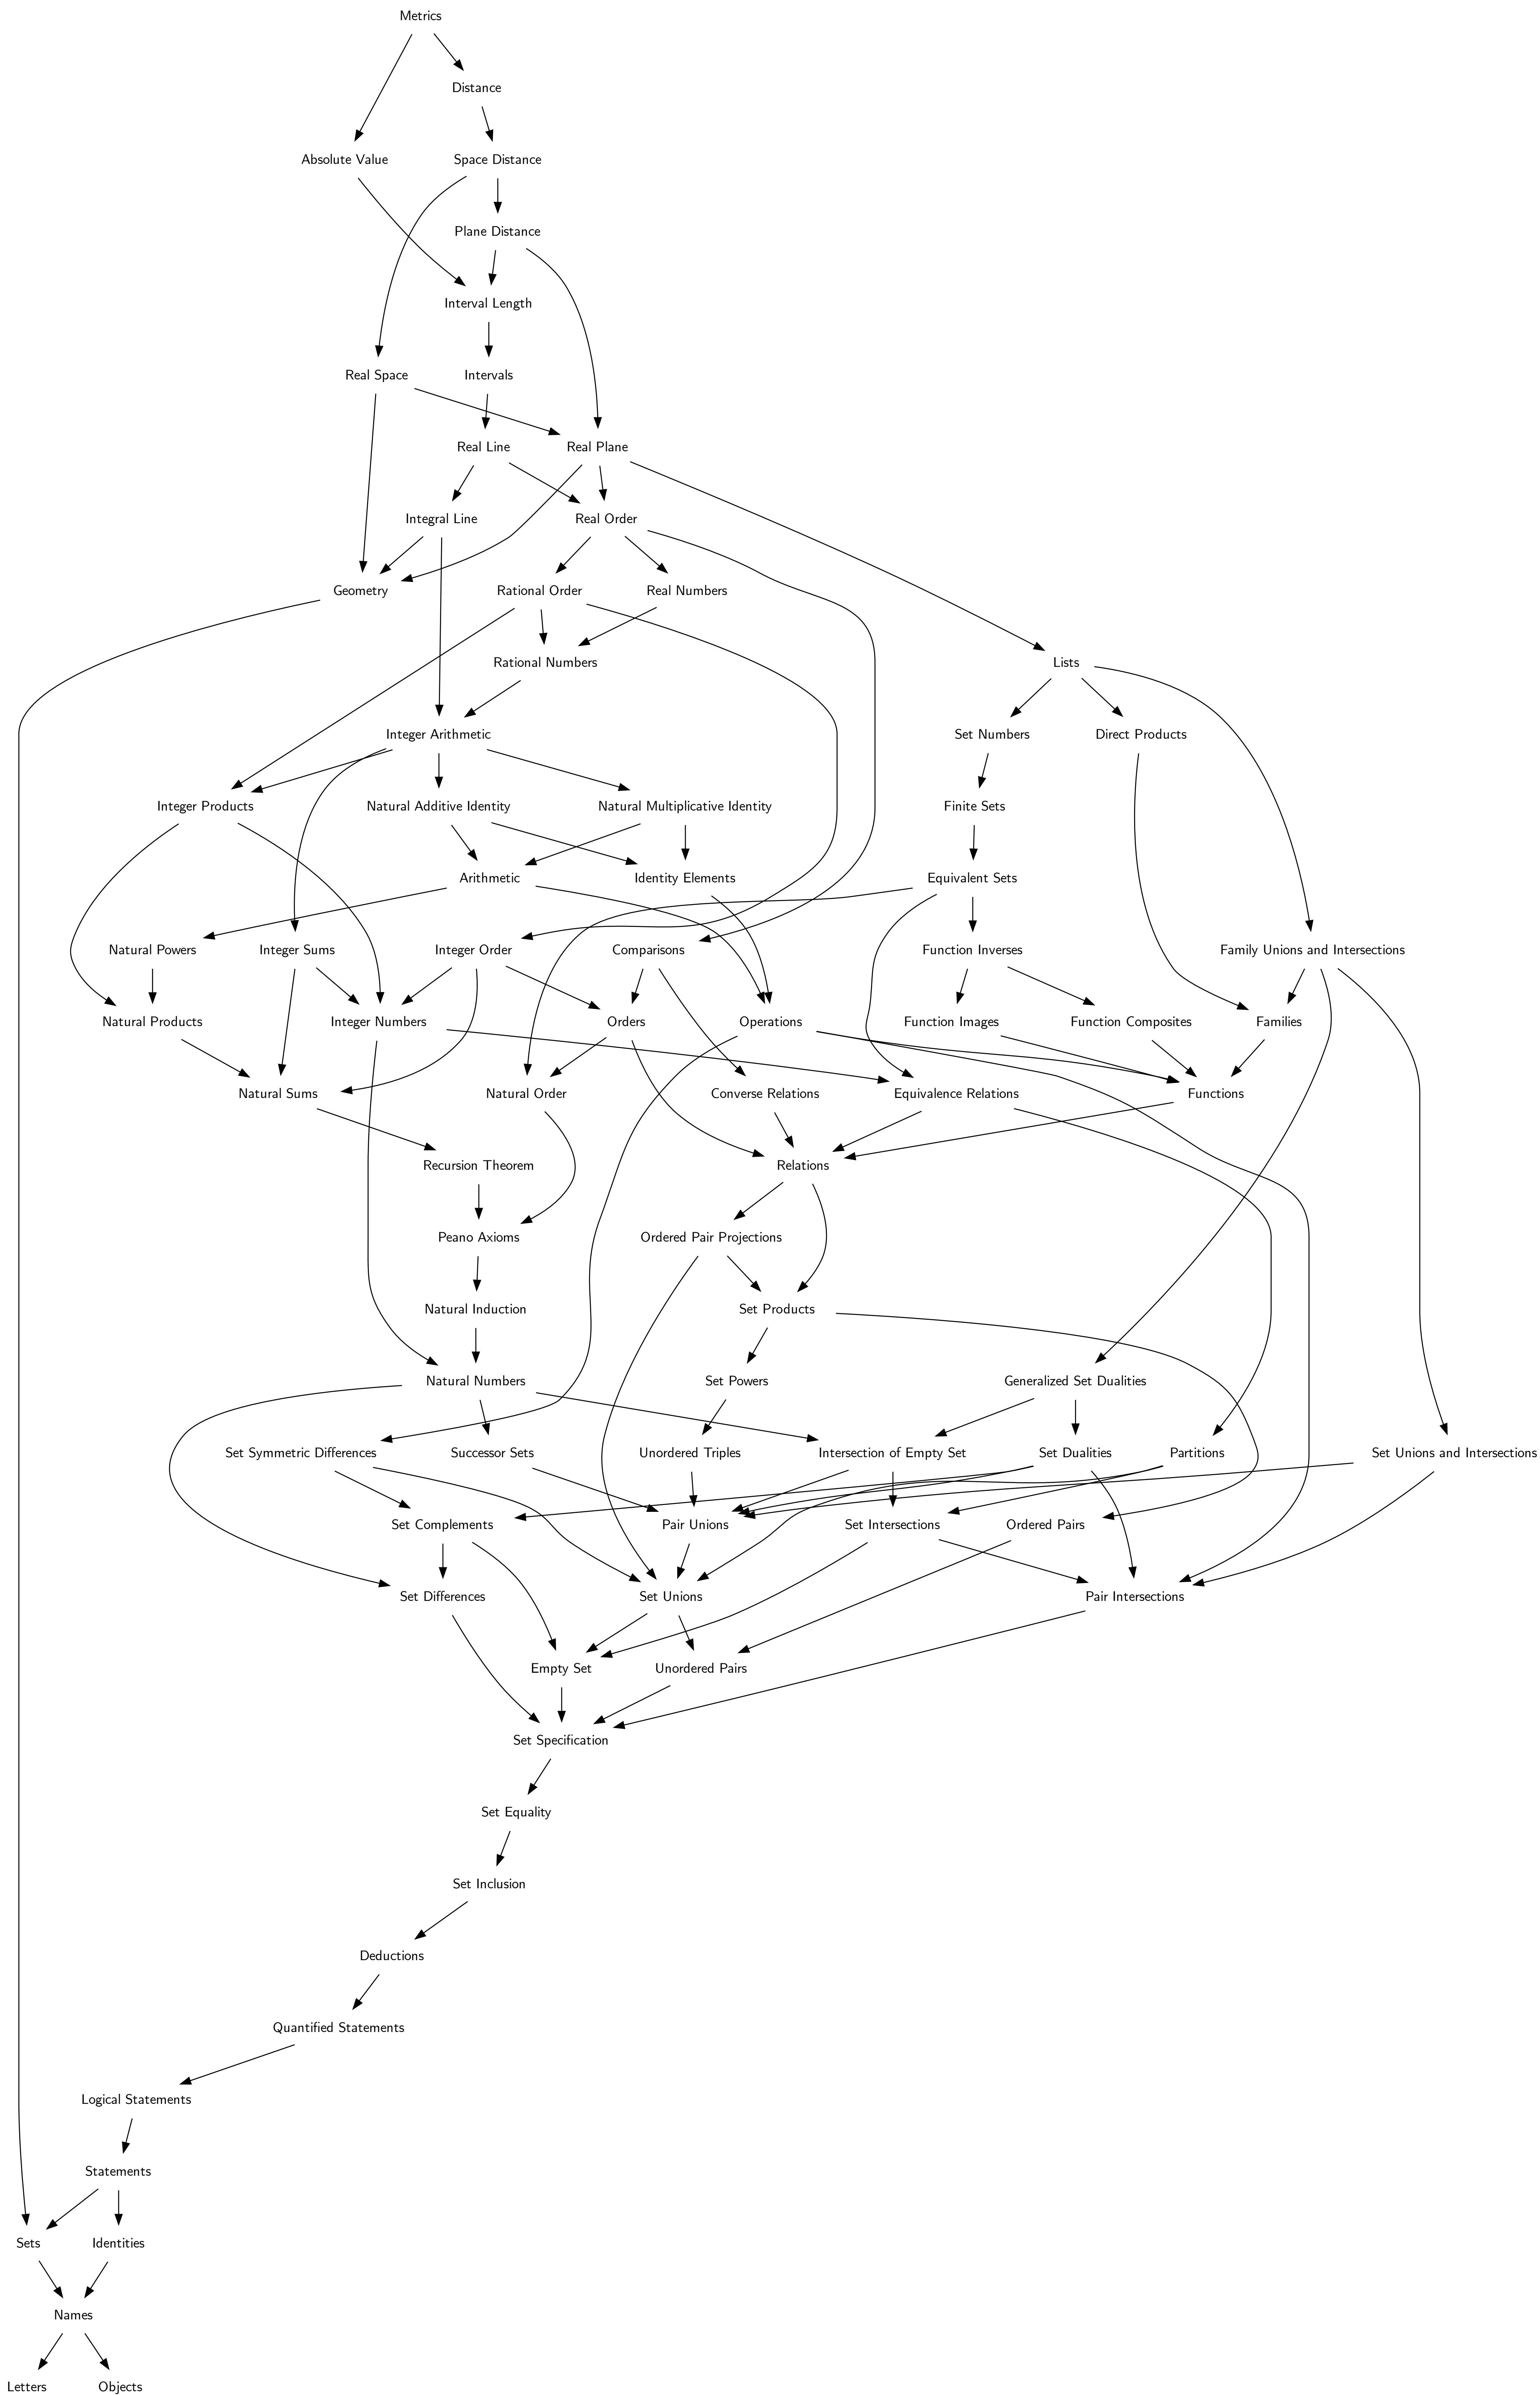 Metrics
Distance
Absolute Value
Space Distance
Plane Distance
Interval Length
Real Space
Intervals
Real Line
Real Plane
Integral Line
Real Order
Geometry
Rational Order
Real Numbers
Rational Numbers
Lists
Integer Arithmetic
Set Numbers
Direct Products
Integer Products
Natural Additive Identity
Natural Multiplicative Identity
Finite Sets
Arithmetic
Identity Elements
Equivalent Sets
Natural Powers
Integer Sums
Integer Order
Comparisons
Function Inverses
Family Unions and Intersections
Natural Products
Integer Numbers
Orders
Operations
Function Images
Function Composites
Families
Natural Sums
Natural Order
Converse Relations
Equivalence Relations
Functions
Recursion Theorem
Relations
Peano Axioms
Ordered Pair Projections
Natural Induction
Set Products
Natural Numbers
Set Powers
Generalized Set Dualities
Set Symmetric Differences
Successor Sets
Unordered Triples
Intersection of Empty Set
Set Dualities
Partitions
Set Unions and Intersections
Set Complements
Pair Unions
Set Intersections
Ordered Pairs
Set Differences
Set Unions
Pair Intersections
Empty Set
Unordered Pairs
Set Specification
Set Equality
Set Inclusion
Deductions
Quantified Statements
Logical Statements
Statements
Sets
Identities
Names
Letters
Objects